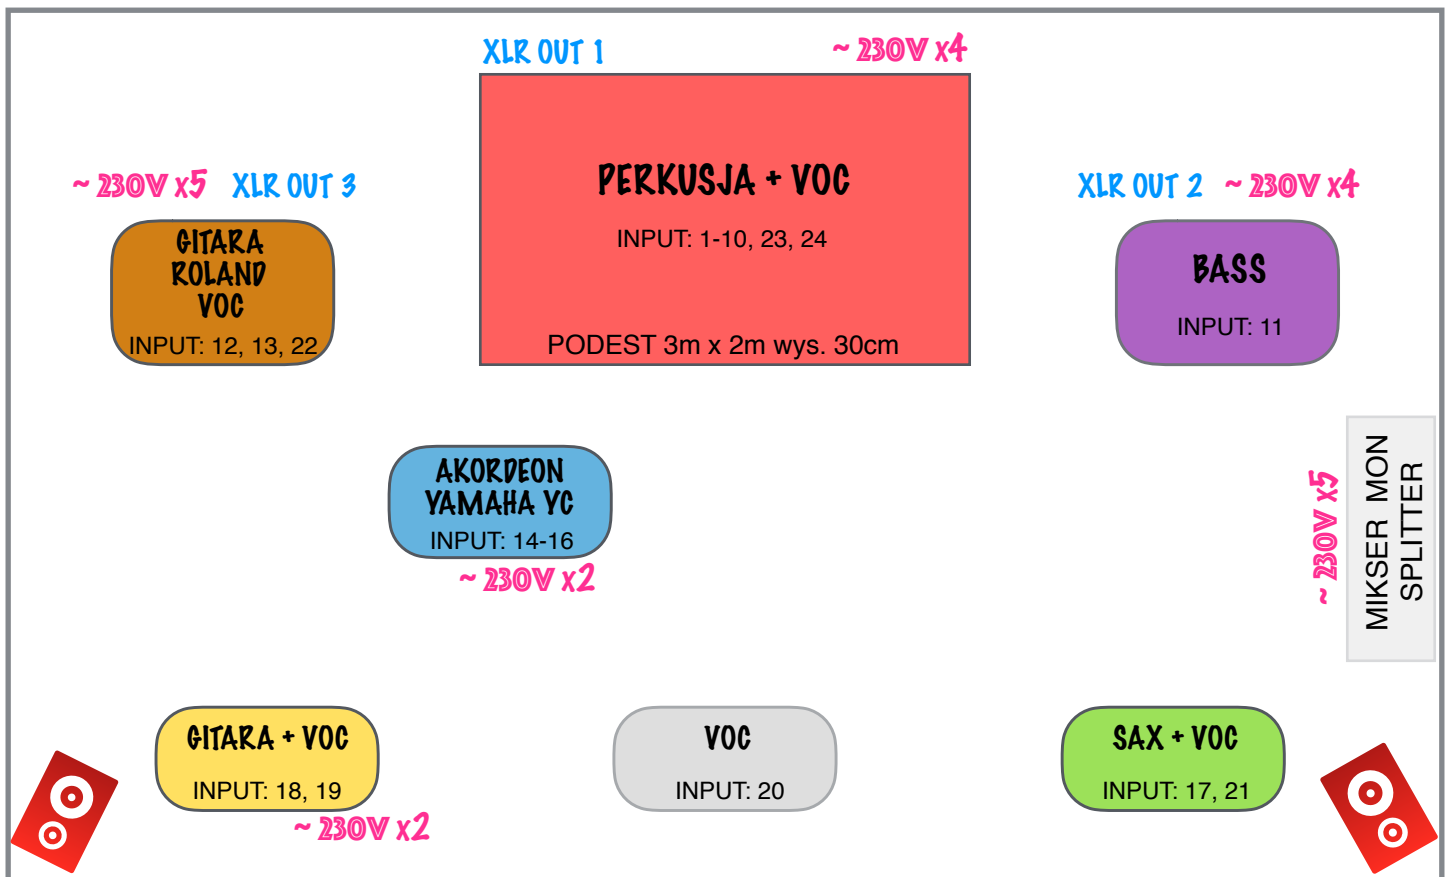 XLR OUT 1
~ 230V x4
PERKUSJA + VOC
INPUT: 1-10, 23, 24
PODEST 3m x 2m wys. 30cm
~ 230V x5 XLR OUT 3
GITARA
ROLAND
VOC
INPUT: 12, 13, 22
XLR OUT 2 ~ 230V x4
BASS
INPUT: 11
AKORDEON
YAMAHA YC
INPUT: 14-16
~ 230V x2
~ 230V x5
MIKSER MON
SPLITTER
GITARA + VOC
INPUT: 18, 19
~ 230V x2
VOC
INPUT: 20
SAX + VOC
INPUT: 17, 21